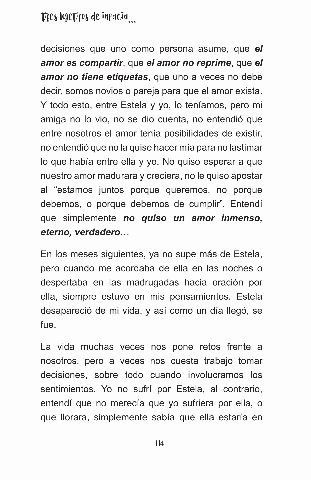 Tres lagartijas de infancia...
decisiones que uno como persona asume, que el
amor es compartir, que el amor no reprime, que el
amor no tiene etiquetas, que uno a veces no debe
decir, somos novios o pareja para que el amor exista.
Y todo esto, entre Estela y yo, lo teníamos, pero mi
amiga no lo vio, no se dio cuenta, no entendió que
entre nosotros el amor tenía posibilidades de existir,
no entendió que no la quise hacer mía para no lastimar
lo que había entre ella y yo. No quiso esperar a que
nuestro amor madurara y creciera, no le quiso apostar
al “estamos juntos porque queremos, no porque
debemos, o porque debemos de cumplir”. Entendí
que simplemente no quiso un amor inmenso,
eterno, verdadero…
En los meses siguientes, ya no supe más de Estela,
pero cuando me acordaba de ella en las noches o
despertaba en las madrugadas hacía oración por
ella, siempre estuvo en mis pensamientos. Estela
desapareció de mi vida, y así como un día llegó, se
fue.
La vida muchas veces nos pone retos frente a
nosotros, pero a veces nos cuesta trabajo tomar
decisiones, sobre todo cuando involucramos los
sentimientos. Yo no sufrí por Estela, al contrario,
entendí que no merecía que yo sufriera por ella, o
que llorara, simplemente sabía que ella estaría en
114